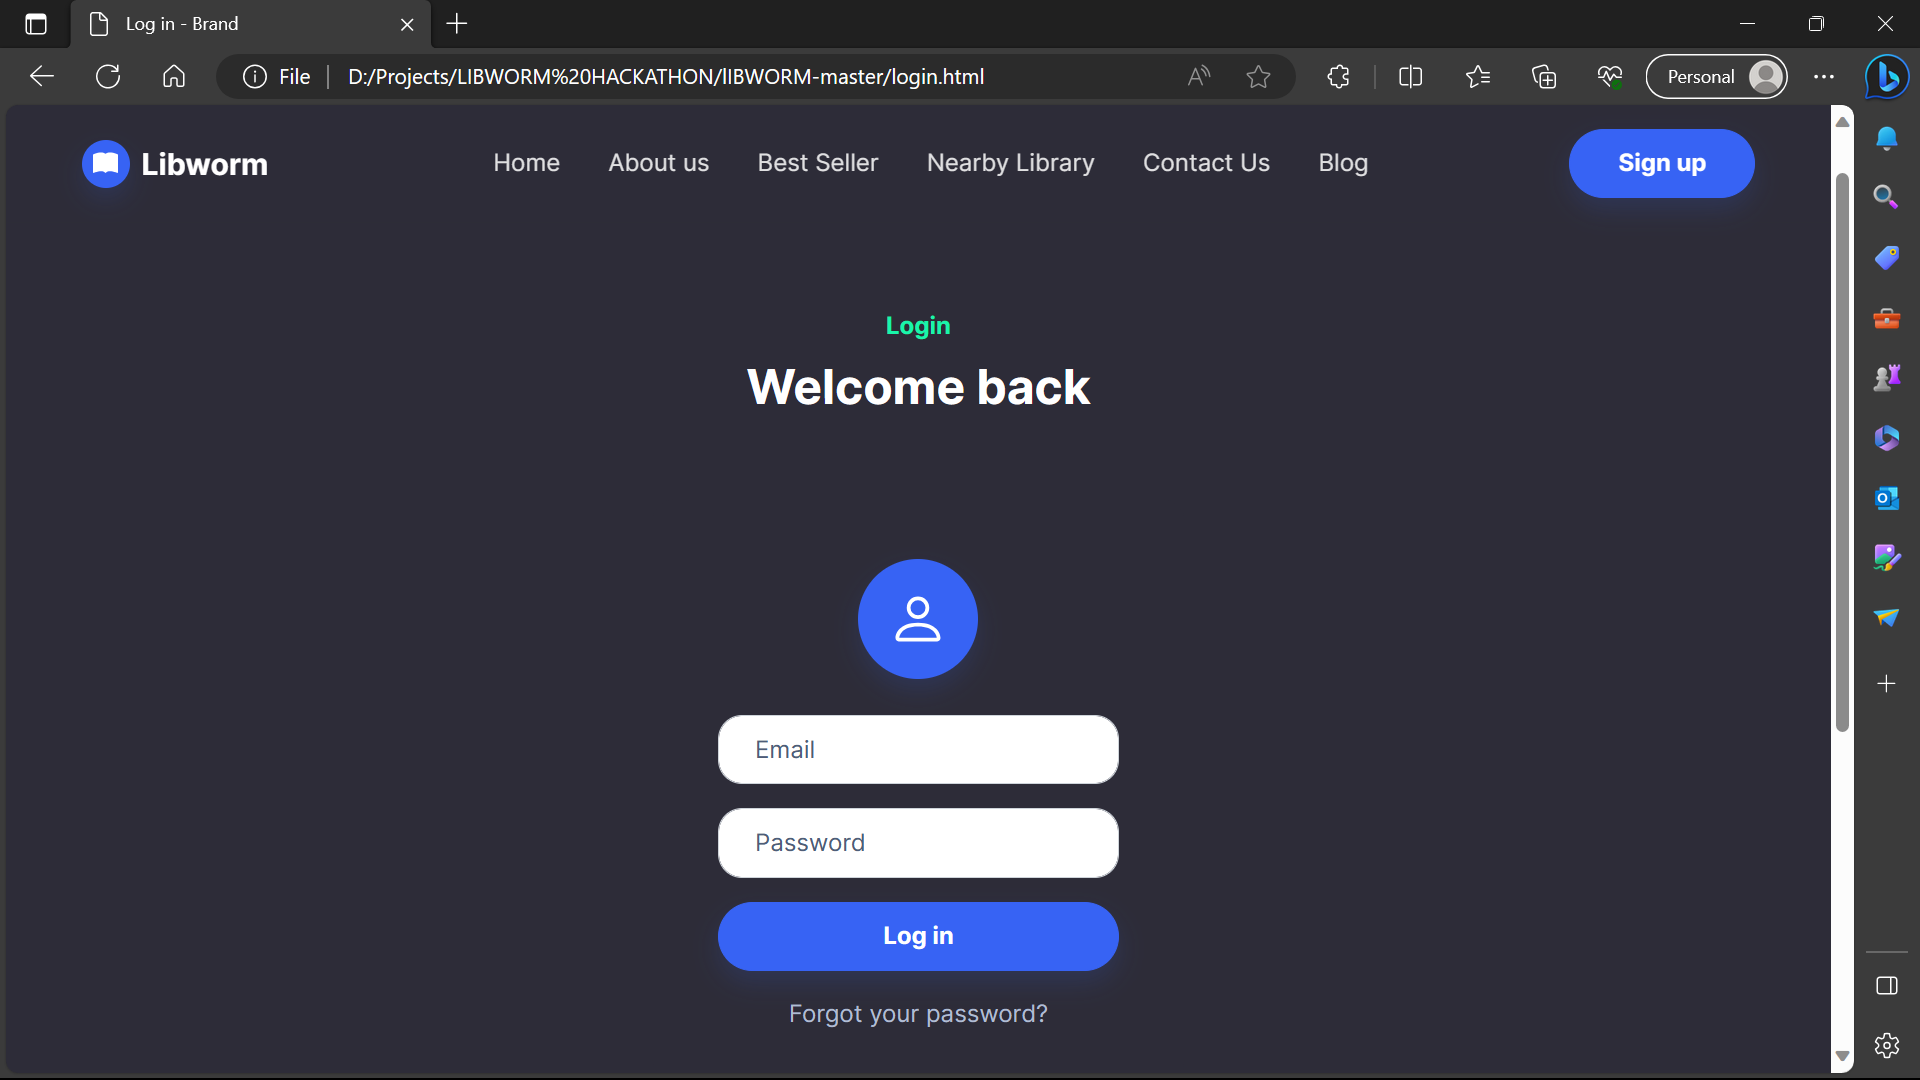 Log in - Brand
File D:/Projects/LIBWORM%20HACKATHON/lIBWORM-master/login.html Personal
Libworm Home About us Best Seller Nearby Library Contact Us Blog Sign up
Login
Welcome back
Email
Password
Log in
Forgot your password?